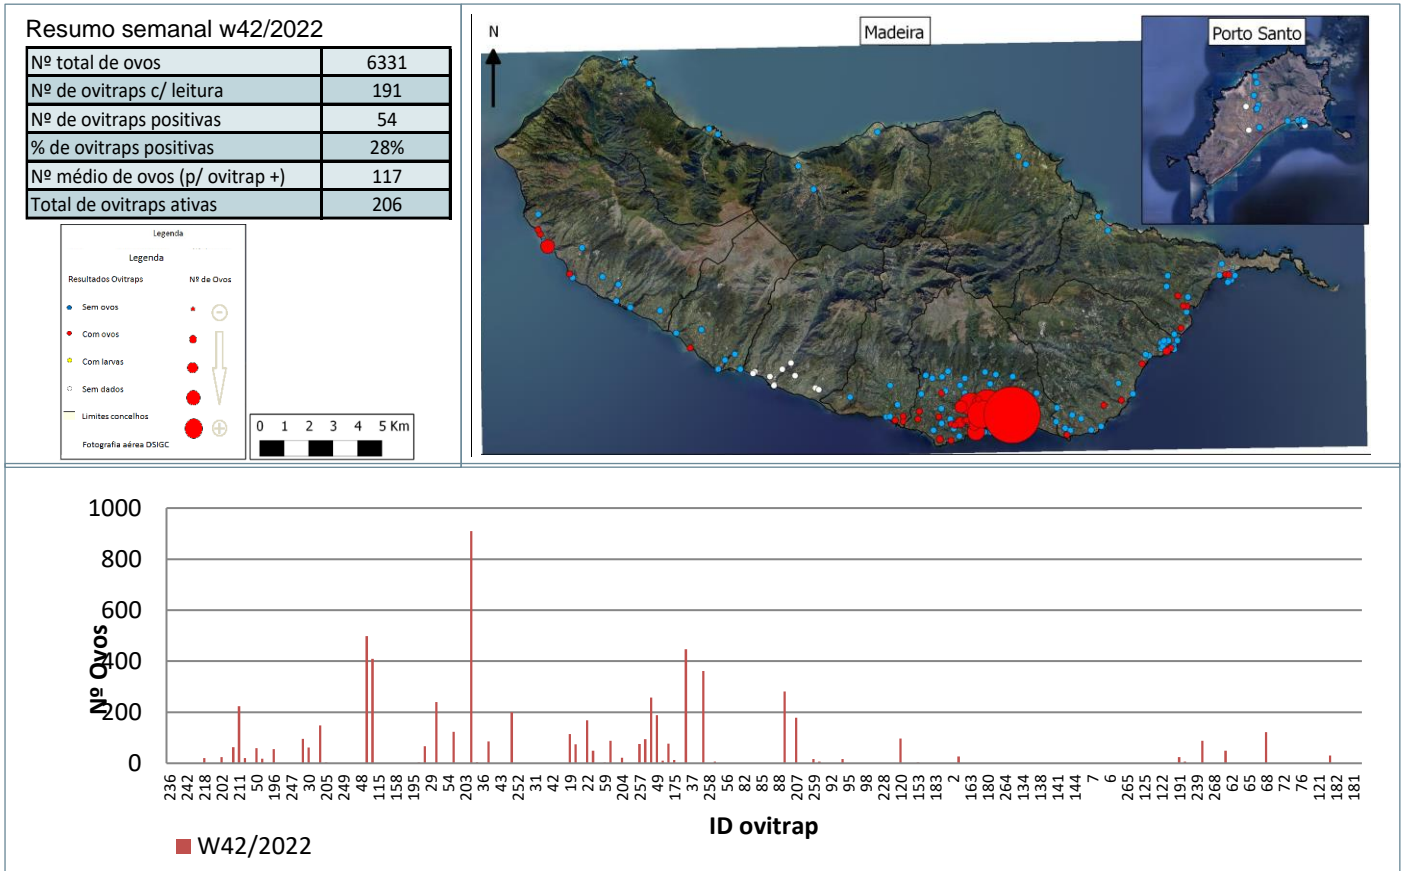 Resumo semanal w42/2022
Nº total de ovos 6331
Nº de ovitraps c/ leitura 191
Nº de ovitraps positivas 54
% de ovitraps positivas 28%
Nº médio de ovos (p/ ovitrap +) 117
Total de ovitraps ativas 206
Legenda
Legenda
Resultados Ovitraps Nº de Ovos
Sem ovos
Com ovos
Com larvas
Sem dados
Limites concelhos
Fotografia aérea DSIGC
0 1 2 3 4 5 Km
N
Madeira
Porto Santo
1000
800
600
400
200
0
Nº Ovos
236 242 218 202 211 50 196 247 30 205 249 48 115 158 195 29 54 203 36 43 252 31 42 19 22 59 204 257 49 175 37 258 56 82 85 88 207 259 92 95 98 228 120 153 183 2 163 180 264 134 138 141 144 7 6 265 125 122 191 239 268 62 65 68 72 76 121 182 181
ID ovitrap
W42/2022